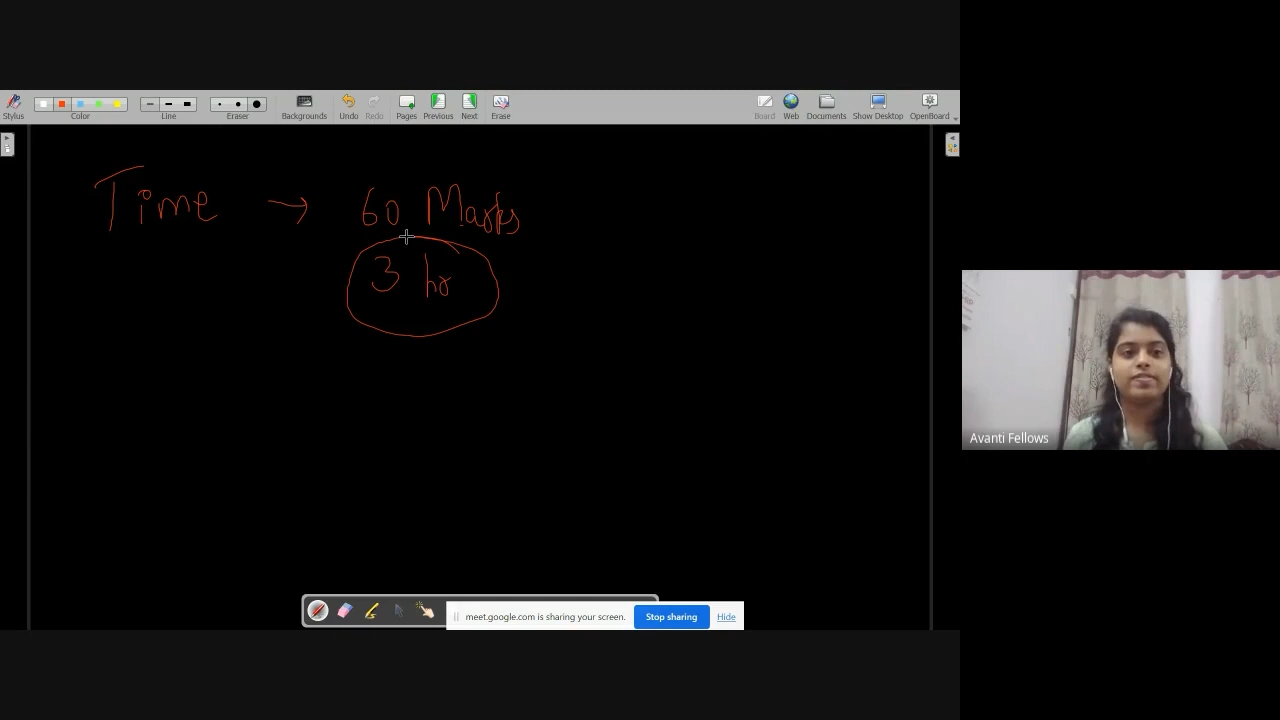 Stylus Color Line Eraser Backgrounds Undo Redo Pages Previous Next Erase Board Web Documents Show Desktop OpenBoard
Time → 60 Marks
3 hr
Avanti Fellows
meet.google.com is sharing your screen. Stop sharing Hide